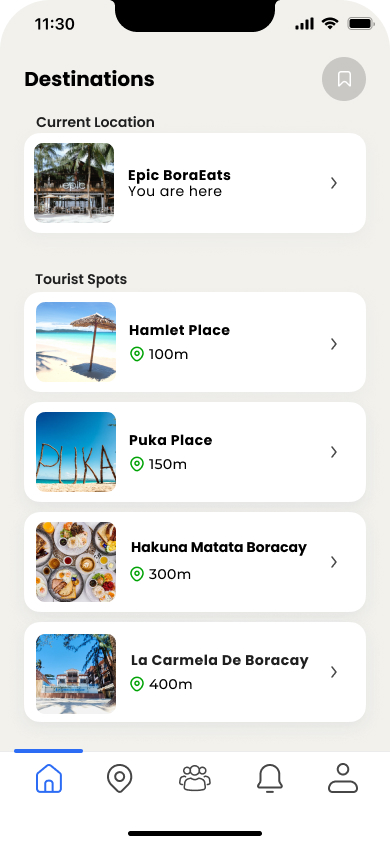 11:30
Destinations
Current Location
epic
Epic BoraEats
You are here
Tourist Spots
Hamlet Place
100m
Puka Place
150m
PUKA
Hakuna Matata Boracay
300m
La Carmela De Boracay
400m